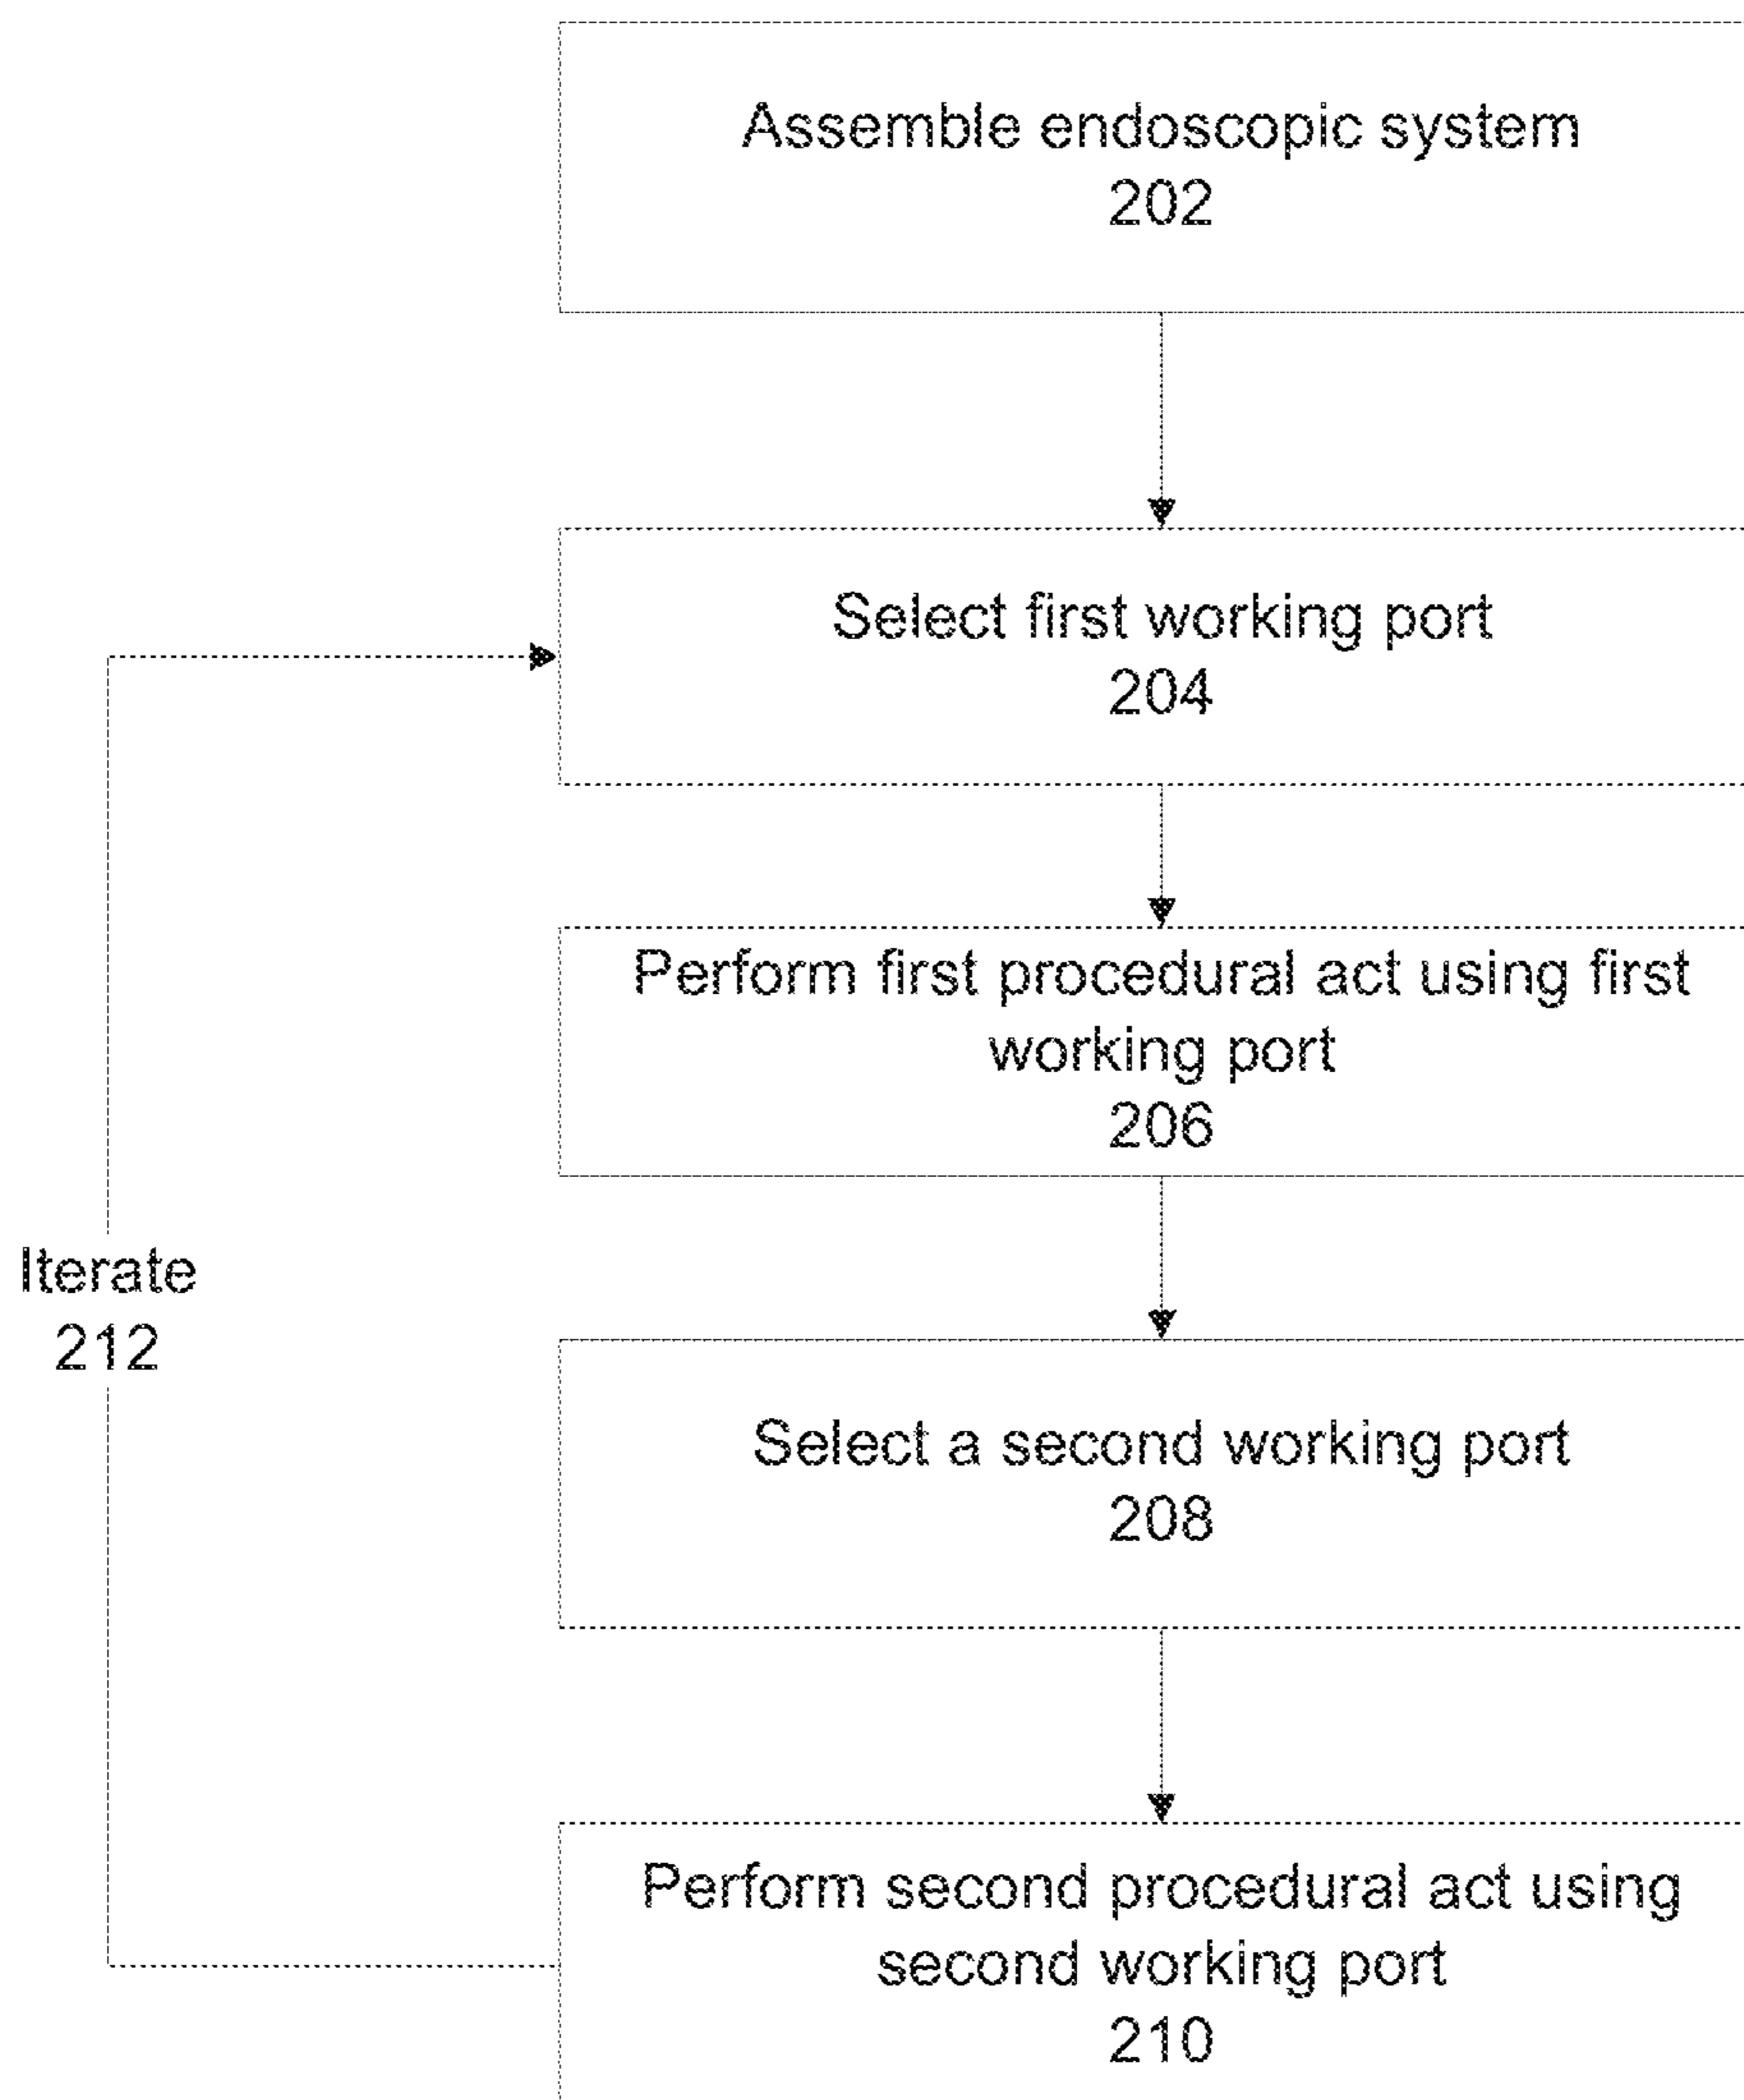 Assemble endoscopic system
202
Select first working port
204
Perform first procedural act using first
working port
206
Iterate
212
Select a second working port
208
Perform second procedural act using
second working port
210